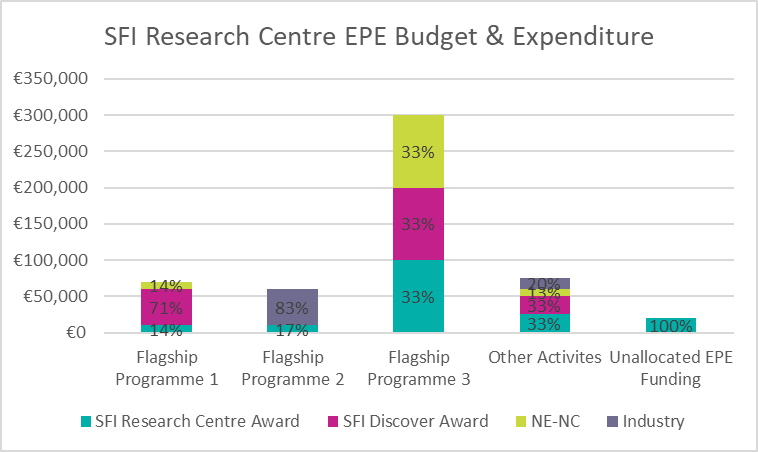 SFI Research Centre EPE Budget & Expenditure
€350,000
€300,000
€250,000
€200,000
€150,000
€100,000
€50,000
€0
14%
71%
14%
83%
17%
33%
33%
33%
20%
13%
33%
33%
100%
Flagship
Programme 1
Flagship
Programme 2
Flagship
Programme 3
Other Activites
Unallocated EPE
Funding
SFI Research Centre Award
SFI Discover Award
NE-NC
Industry